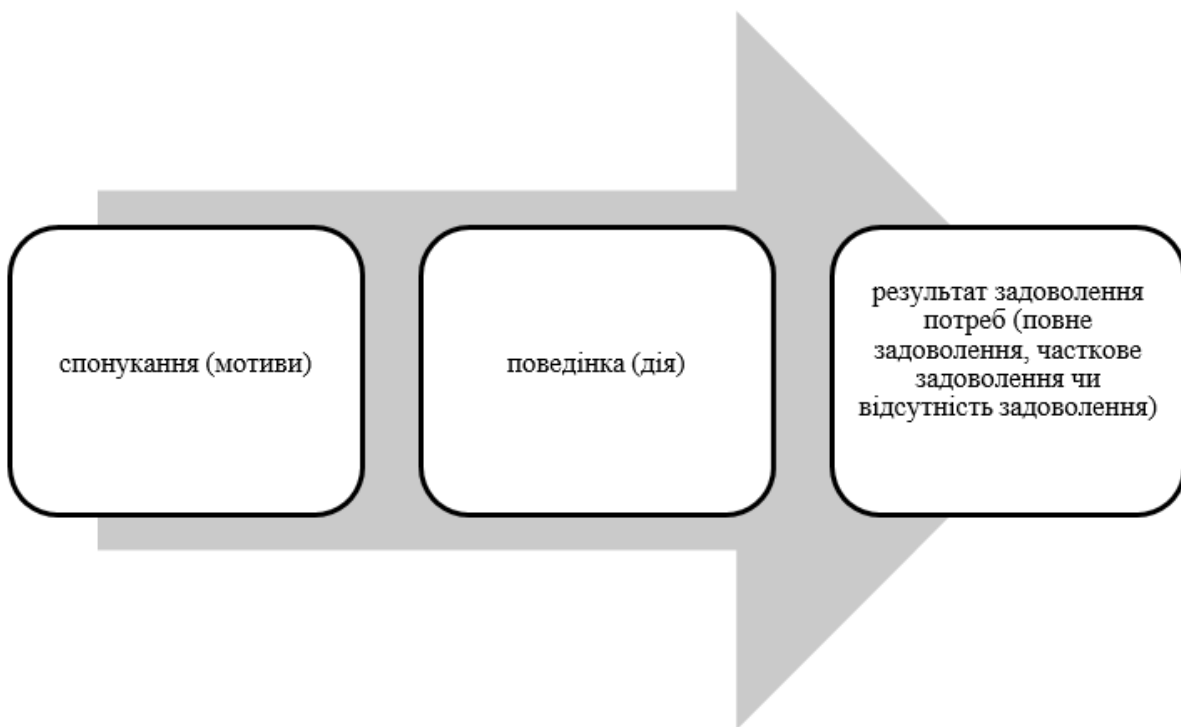 спонукання (мотиви)
поведінка (дія)
результат задоволення
потреб (повне
задоволення, часткове
задоволення чи
відсутність задоволення)